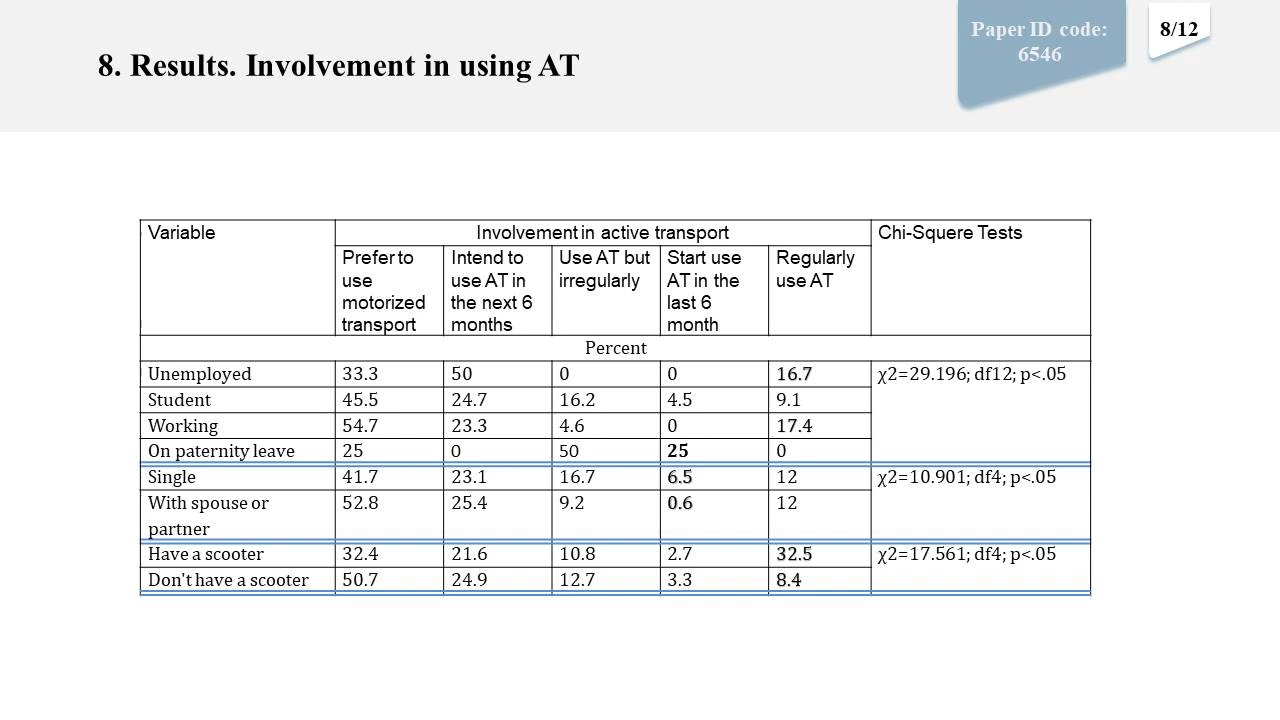 Paper ID code:
6546
8/12
8. Results. Involvement in using AT
Variable
Involvement in active transport
Chi-Squere Tests
Prefer to
use
motorized
transport
Intend to
use AT in
the next 6
months
Use AT but
irregularly
Start use
AT in the
last 6
month
Regularly
use AT
Percent
Unemployed 33.3 50 0 0 16.7 χ2=29.196; df12; p<.05
Student 45.5 24.7 16.2 4.5 9.1
Working 54.7 23.3 4.6 0 17.4
On paternity leave 25 0 50 25 0
Single 41.7 23.1 16.7 6.5 12 χ2=10.901; df4; p<.05
With spouse or 52.8 25.4 9.2 0.6 12
partner
Have a scooter 32.4 21.6 10.8 2.7 32.5 χ2=17.561; df4; p<.05
Don't have a scooter 50.7 24.9 12.7 3.3 8.4